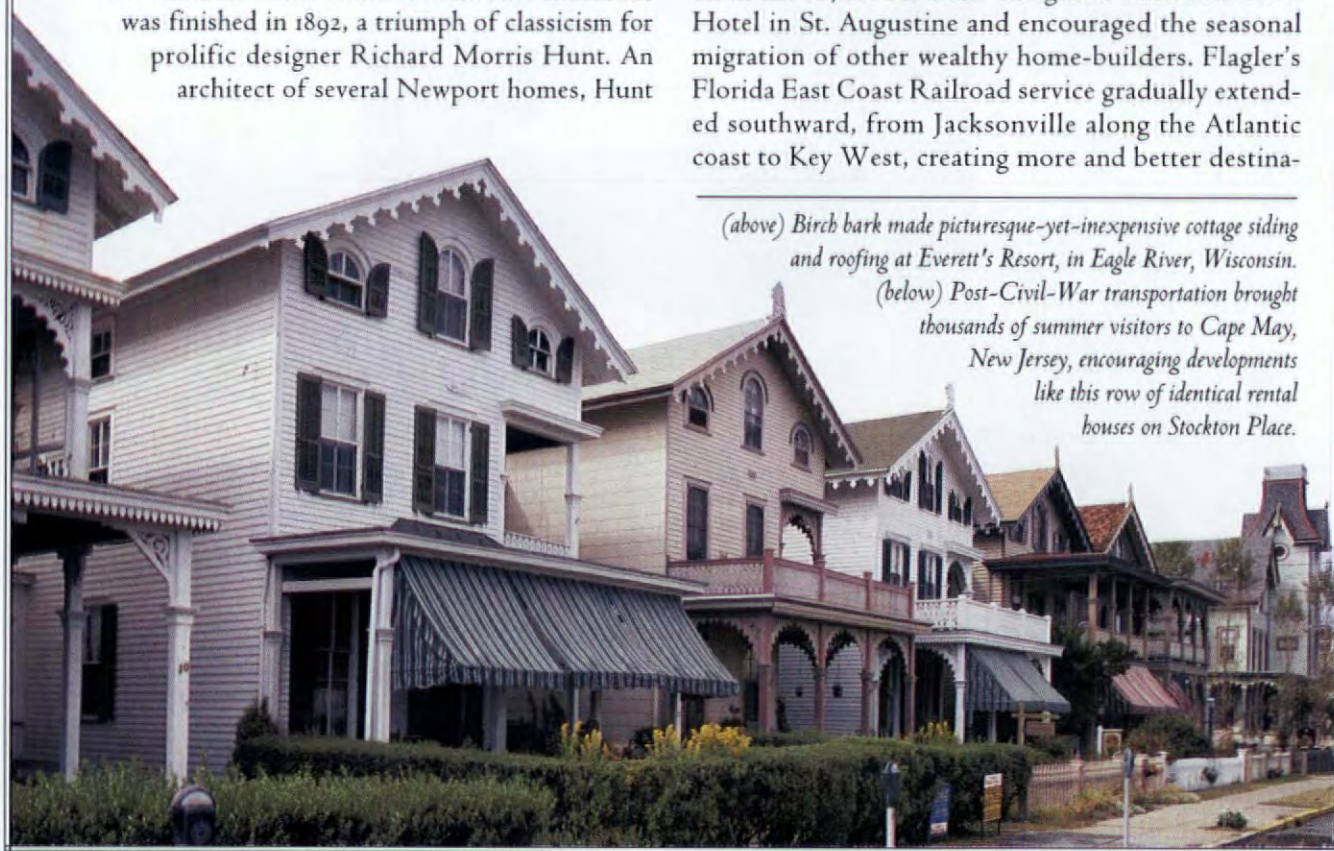 was finished in 1892, a triumph of classicism for
prolific designer Richard Morris Hunt. An
architect of several Newport homes, Hunt
Hotel in St. Augustine and encouraged the seasonal
migration of other wealthy home-builders. Flagler's
Florida East Coast Railroad service gradually extend-
ed southward, from Jacksonville along the Atlantic
coast to Key West, creating more and better destina-
(above) Birch bark made picturesque-yet-inexpensive cottage siding
and roofing at Everett's Resort, in Eagle River, Wisconsin.
(below) Post-Civil-War transportation brought
thousands of summer visitors to Cape May,
New Jersey, encouraging developments
like this row of identical rental
houses on Stockton Place.